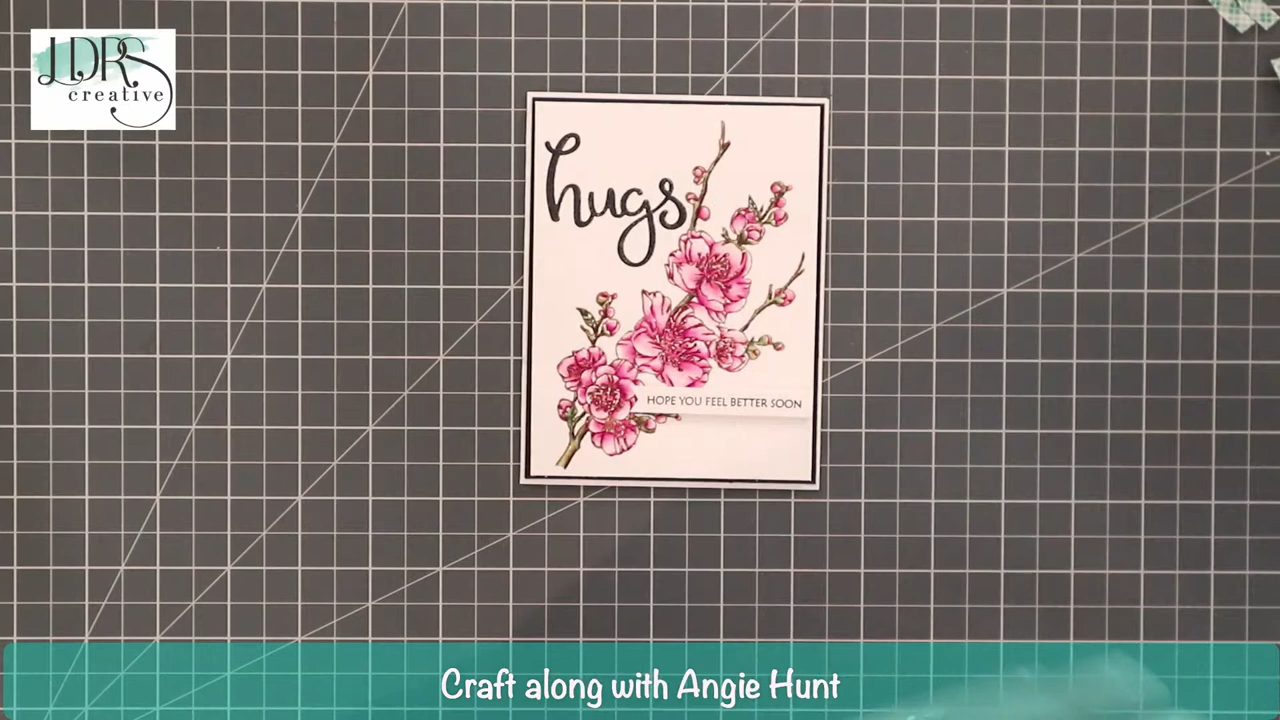 LDRS
creative
hugs
HOPE YOU FEEL BETTER SOON
Craft along with Angie Hunt